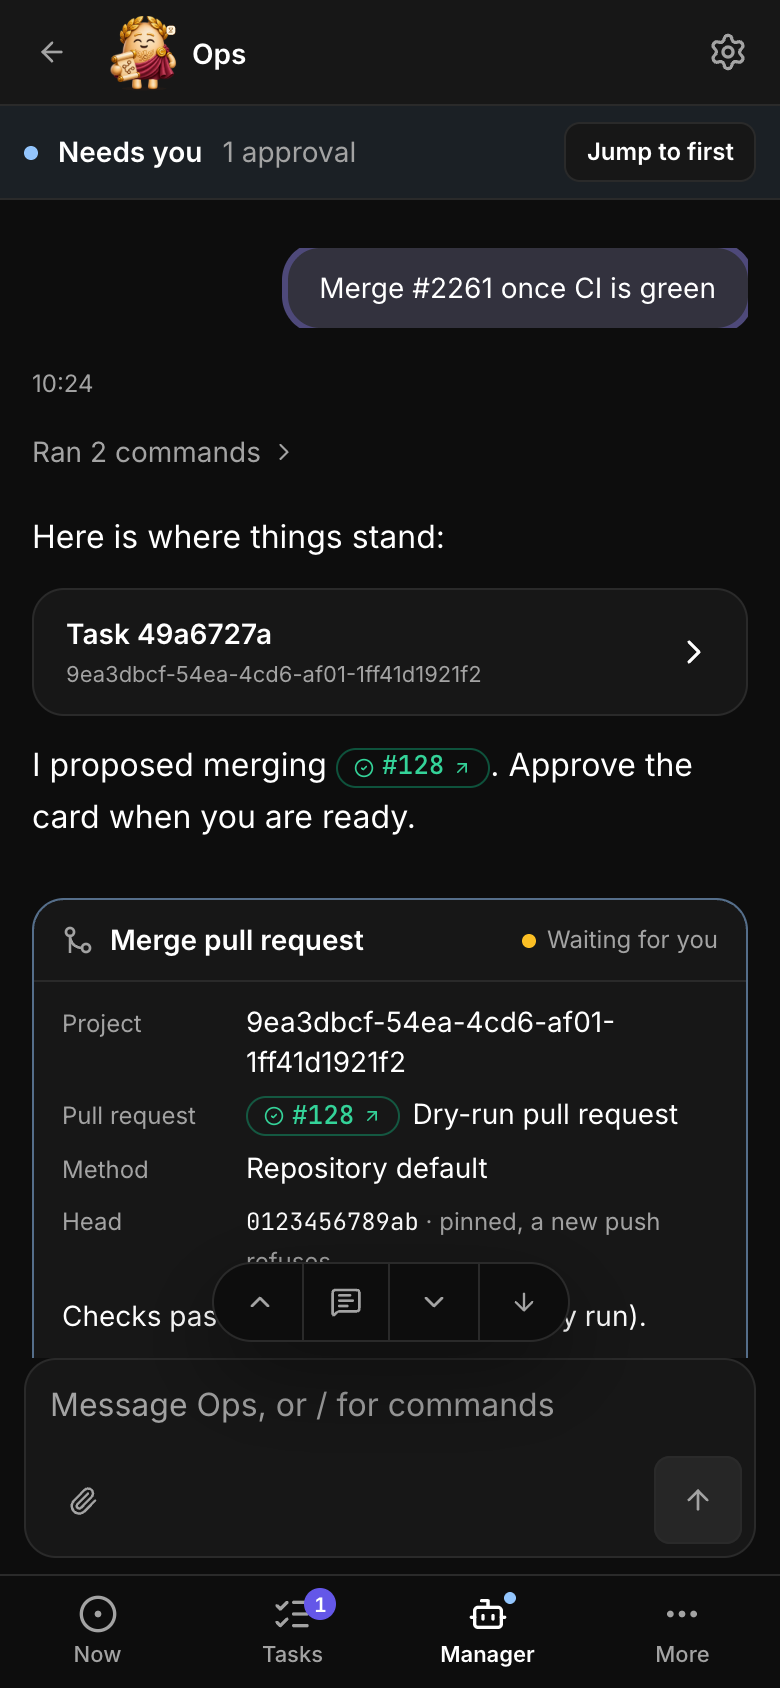 Ops
Needs you 1 approval
Jump to first
Merge #2261 once CI is green
10:24
Ran 2 commands
Here is where things stand:
Task 49a6727a
9ea3dbcf-54ea-4cd6-af01-1ff41d1921f2
I proposed merging #128. Approve the
card when you are ready.
Merge pull request
Waiting for you
Project 9ea3dbcf-54ea-4cd6-af01-
1ff41d1921f2
Pull request #128 Dry-run pull request
Method Repository default
Head 0123456789ab · pinned, a new push
refuses
Checks pas y run).
Message Ops, or / for commands
Now
Tasks 1
Manager
More